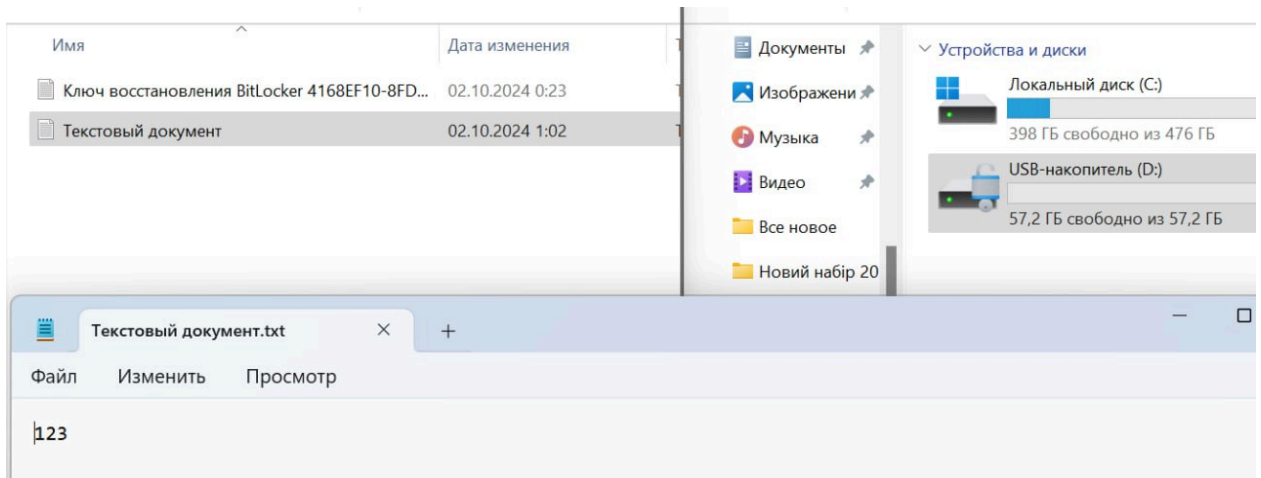 Имя
Дата изменения
Ключ восстановления BitLocker 4168EF10-8FD...
02.10.2024 0:23
Текстовый документ
02.10.2024 1:02
Документы
Изображени
Музыка
Видео
Все новое
Новий набір 20
Устройства и диски
Локальный диск (C:)
398 ГБ свободно из 476 ГБ
USB-накопитель (D:)
57,2 ГБ свободно из 57,2 ГБ
Текстовый документ.txt
Файл Изменить Просмотр
123